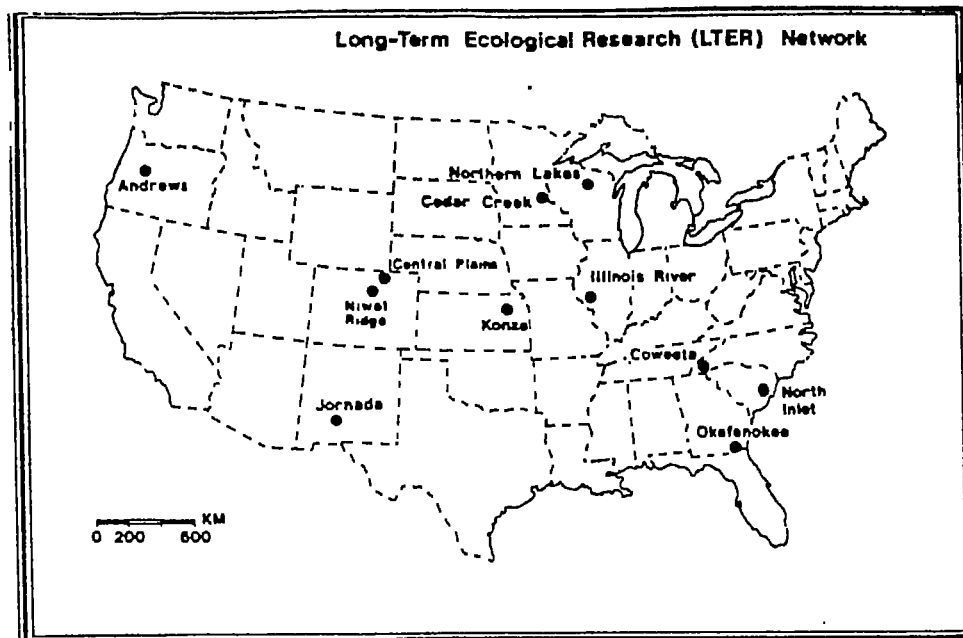 Long-Term Ecological Research (LTER) Network
Andrews
Northern Lakes
Cedar Creek
Central Plains
Niwot
Ridge
Konza
Illinois River
Coweeta
North
Inlet
Jornada
Okefenokee
KM
0 200 600